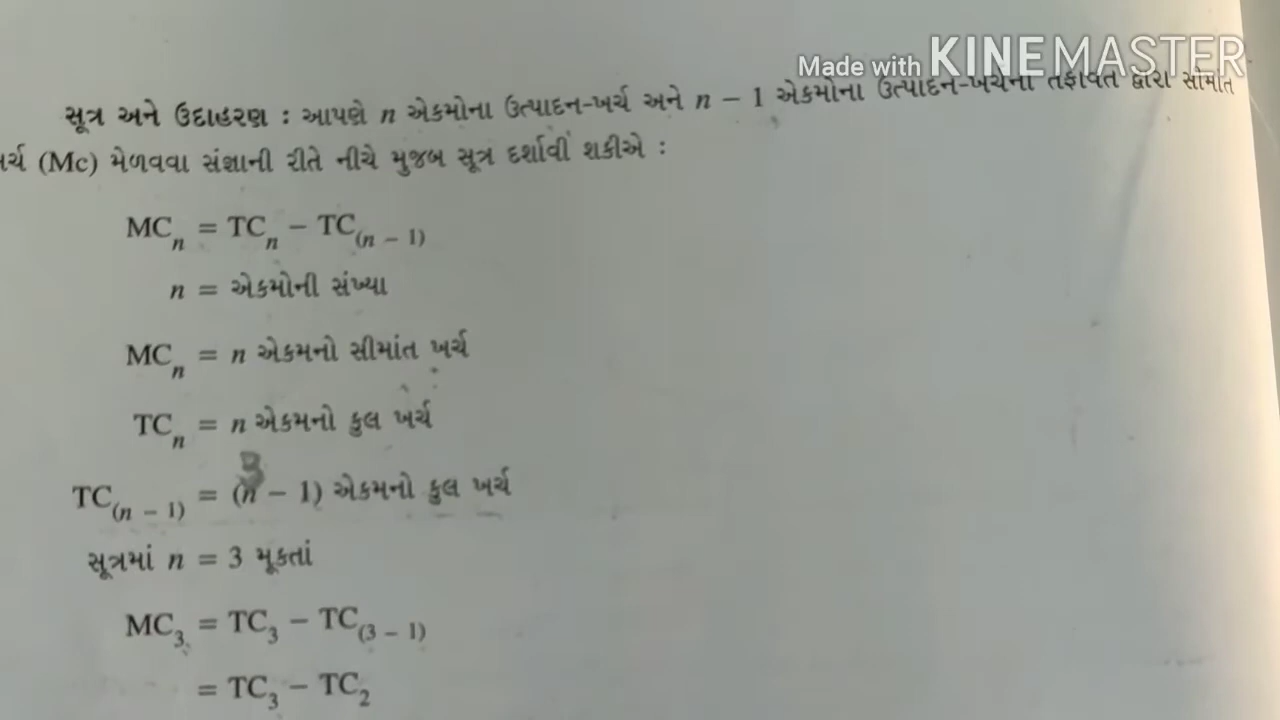 Made with KINEMASTER
સૂત્ર અને ઉદાહરણ : આપણે n એકમોના ઉત્પાદન-ખર્ચ અને n – 1 એકમોના ઉત્પાદન-ખર્ચના તફાવત દ્વારા સીમાંત
ખર્ચ (Mc) મેળવવા સંજ્ઞાની રીતે નીચે મુજબ સૂત્ર દર્શાવી શકીએ :
MCn = TCn – TC(n – 1)
n = એકમોની સંખ્યા
MCn = n એકમનો સીમાંત ખર્ચ
TCn = n એકમનો કુલ ખર્ચ
3
TC(n – 1) = (n – 1) એકમનો કુલ ખર્ચ
સૂત્રમાં n = 3 મૂકતાં
MC3 = TC3 – TC(3 – 1)
= TC3 – TC2